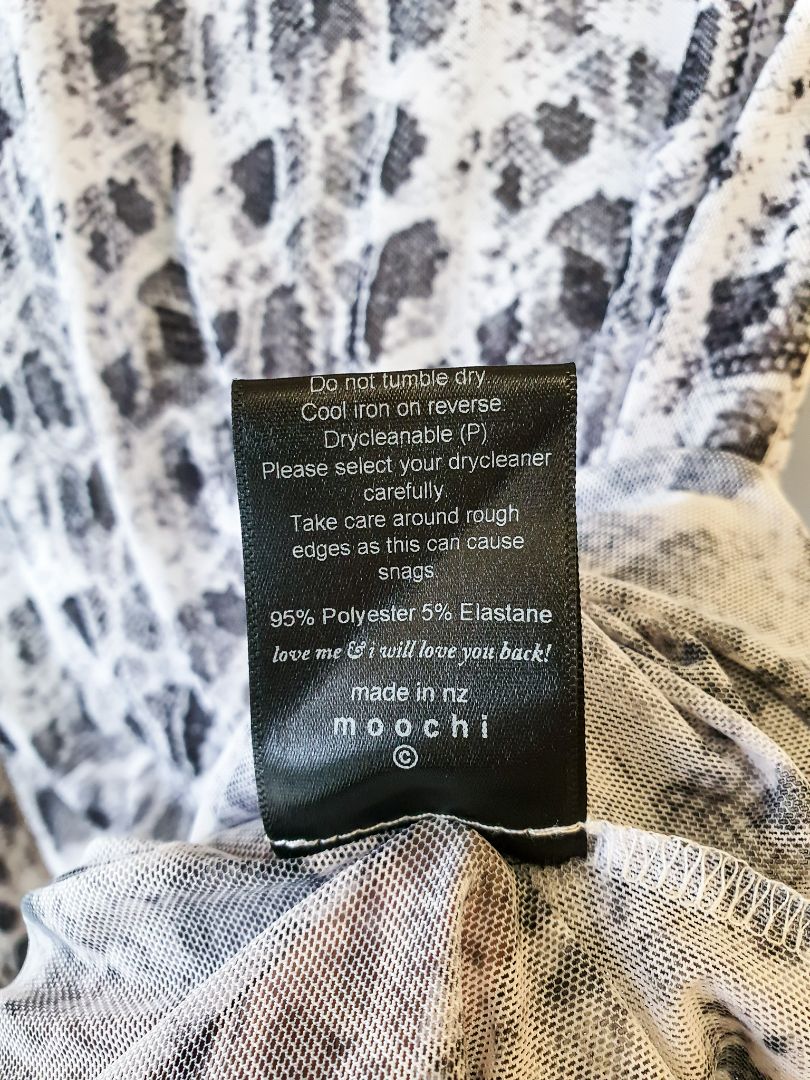 Do not tumble dry
Cool iron on reverse.
Drycleanable (P)
Please select your drycleaner
carefully.
Take care around rough
edges as this can cause
snags.
95% Polyester 5% Elastane
love me & i will love you back!
made in nz
moochi
©